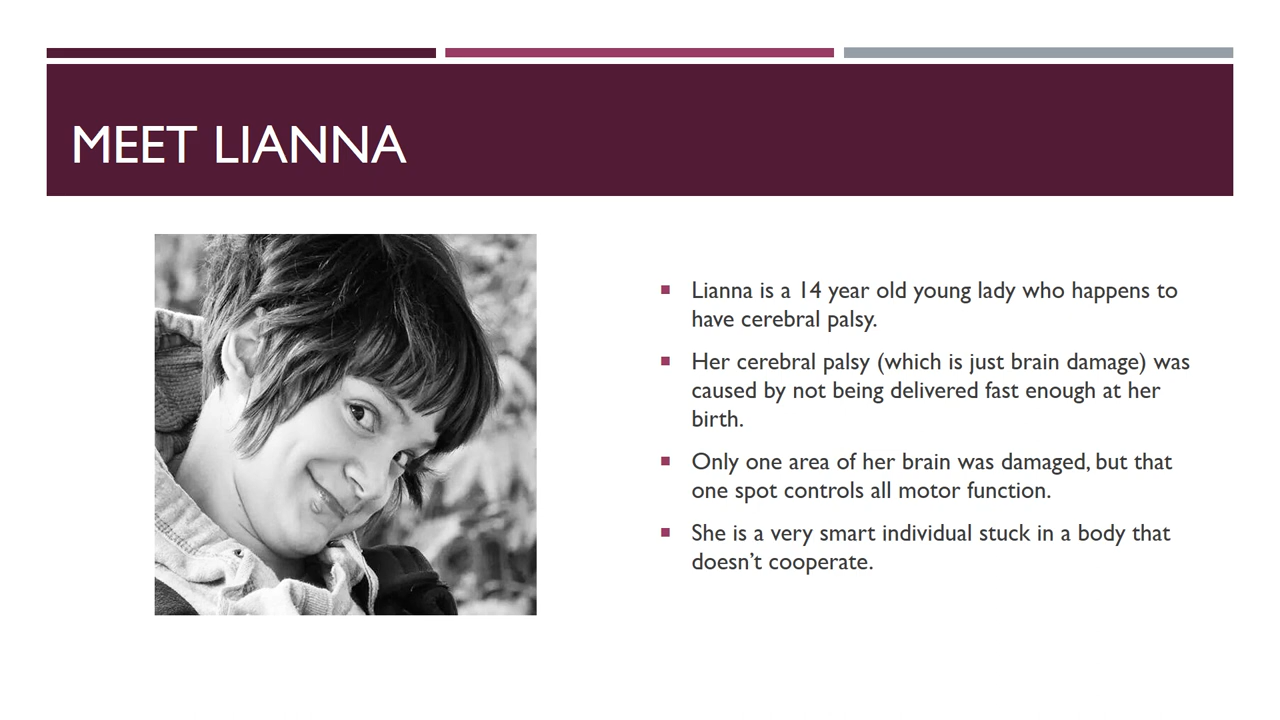 MEET LIANNA
Lianna is a 14 year old young lady who happens to
have cerebral palsy.
Her cerebral palsy (which is just brain damage) was
caused by not being delivered fast enough at her
birth.
Only one area of her brain was damaged, but that
one spot controls all motor function.
She is a very smart individual stuck in a body that
doesn’t cooperate.